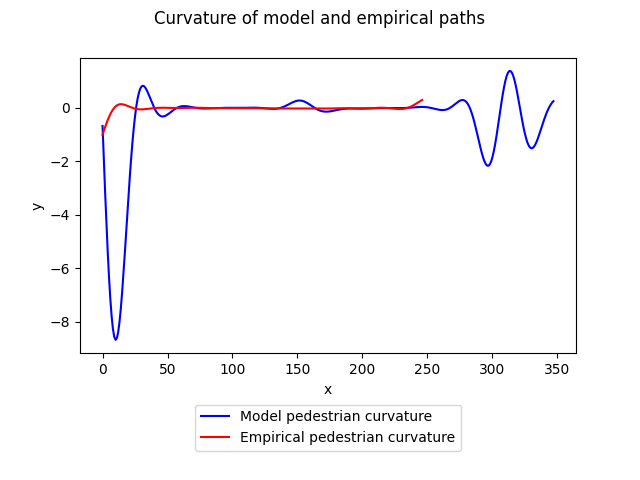 Curvature of model and empirical paths
y
0
−2
−4
−6
−8
0 50 100 150 200 250 300 350
x
Model pedestrian curvature
Empirical pedestrian curvature